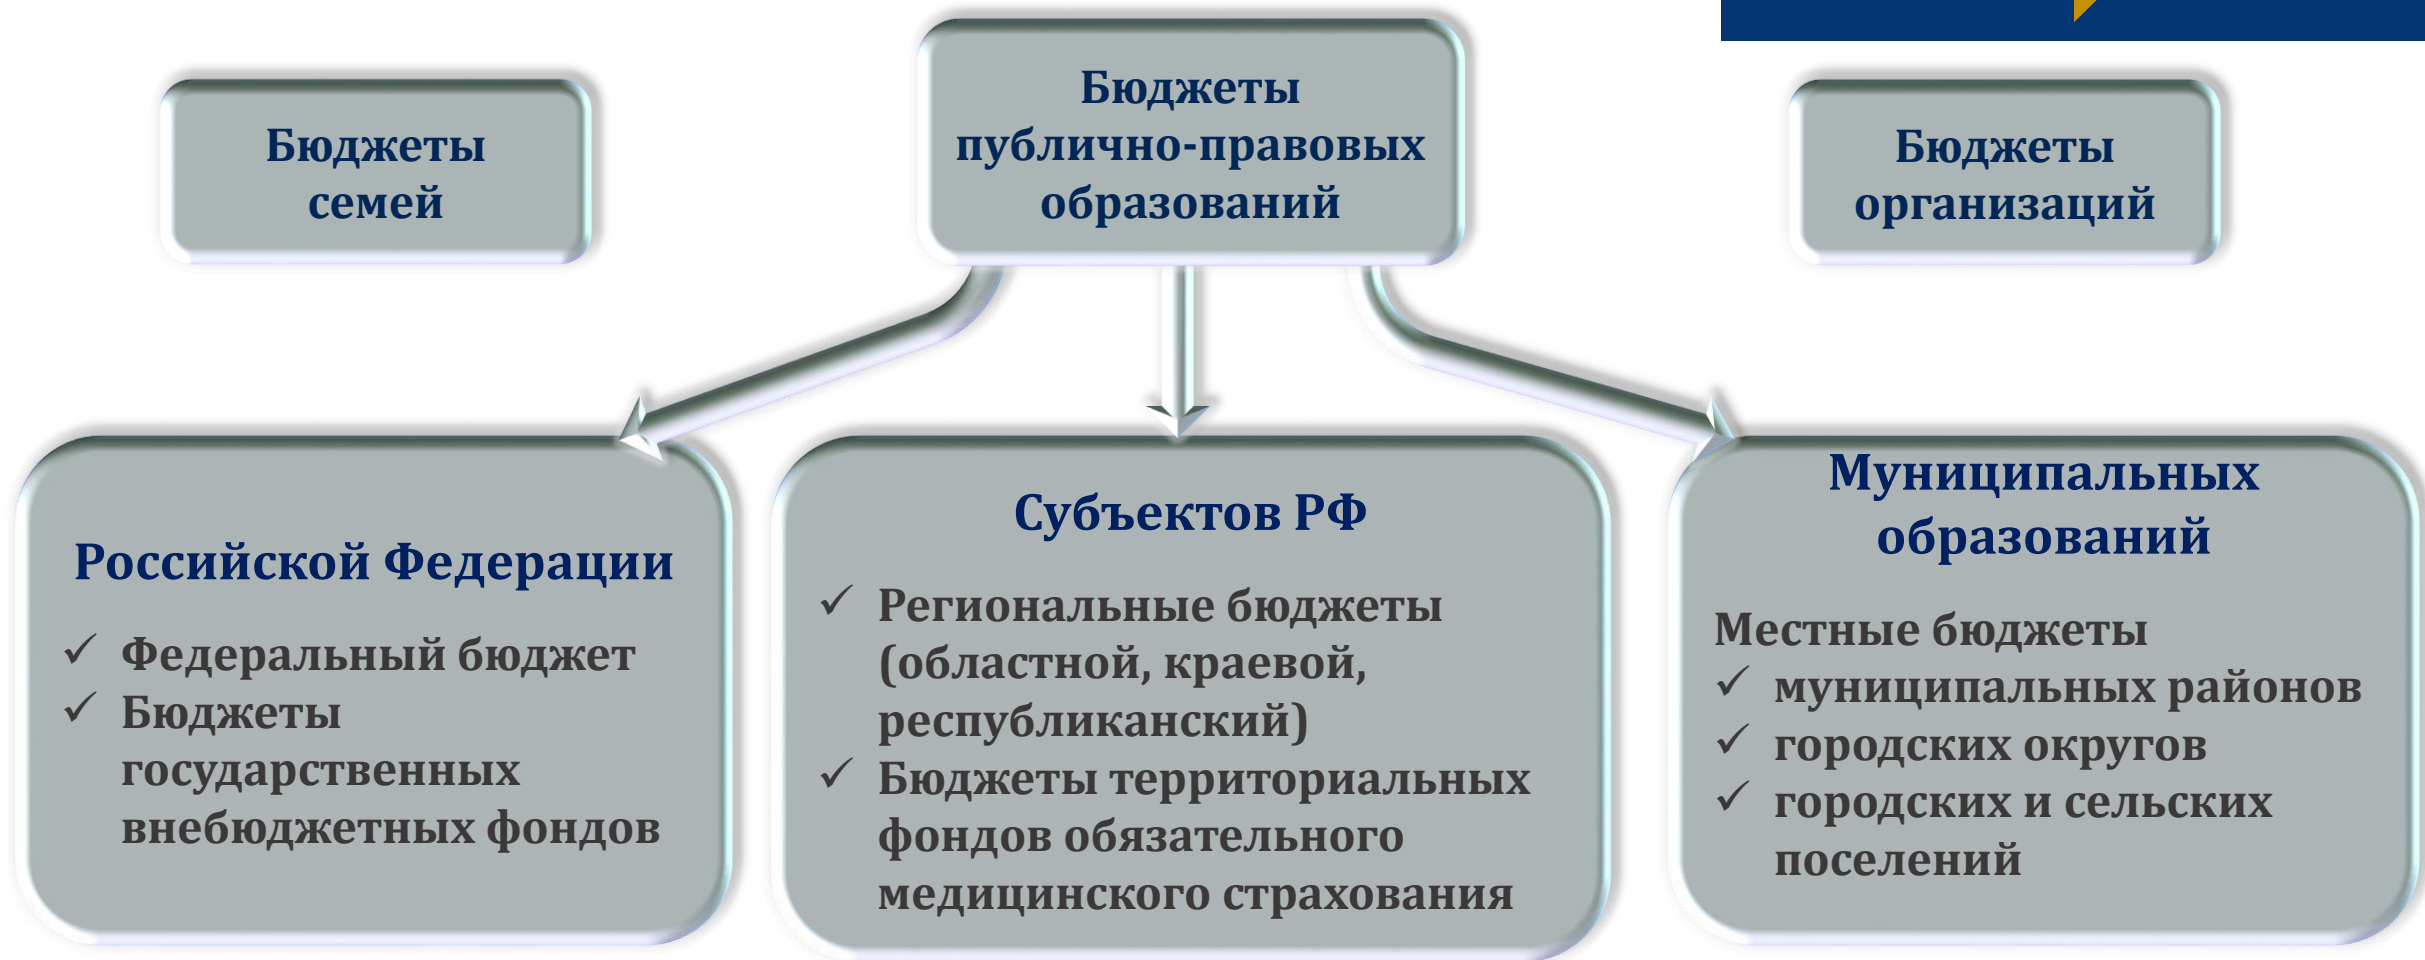 Бюджеты
семей
Бюджеты
публично-правовых
образований
Бюджеты
организаций
Российской Федерации
✓ Федеральный бюджет
✓ Бюджеты
государственных
внебюджетных фондов
Субъектов РФ
✓ Региональные бюджеты
(областной, краевой,
республиканский)
✓ Бюджеты территориальных
фондов обязательного
медицинского страхования
Муниципальных
образований
Местные бюджеты
✓ муниципальных районов
✓ городских округов
✓ городских и сельских
поселений